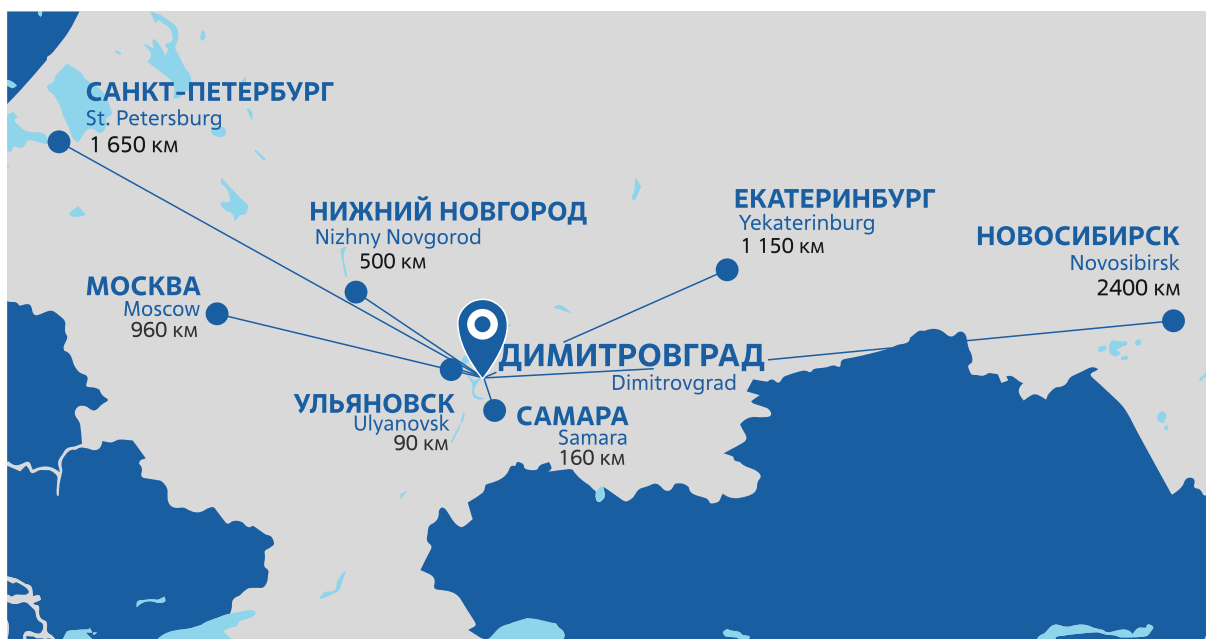 САНКТ-ПЕТЕРБУРГ
St. Petersburg
1 650 км
НИЖНИЙ НОВГОРОД
Nizhny Novgorod
500 км
ЕКАТЕРИНБУРГ
Yekaterinburg
1 150 км
НОВОСИБИРСК
Novosibirsk
2400 км
МОСКВА
Moscow
960 км
ДИМИТРОВГРАД
Dimitrovgrad
УЛЬЯНОВСК
Ulyanovsk
90 км
САМАРА
Samara
160 км